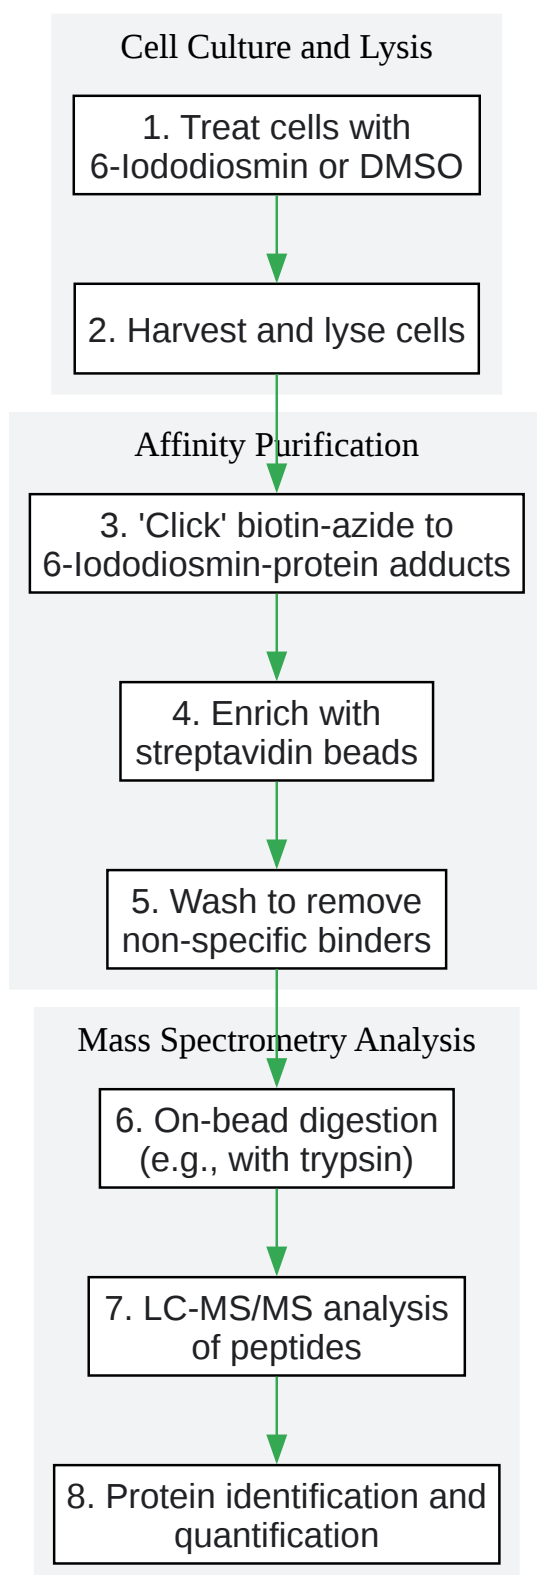 Cell Culture and Lysis
1. Treat cells with
6-Iododiosmin or DMSO
2. Harvest and lyse cells
Affinity Purification
3. 'Click' biotin-azide to
6-Iododiosmin-protein adducts
4. Enrich with
streptavidin beads
5. Wash to remove
non-specific binders
Mass Spectrometry Analysis
6. On-bead digestion
(e.g., with trypsin)
7. LC-MS/MS analysis
of peptides
8. Protein identification and
quantification